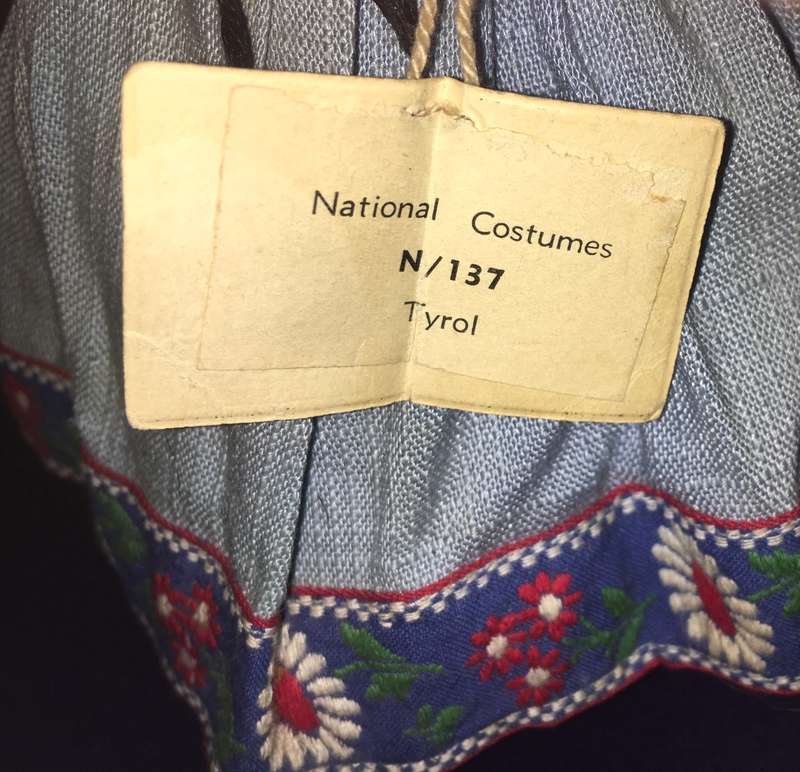 National Costumes
N/137
Tyrol